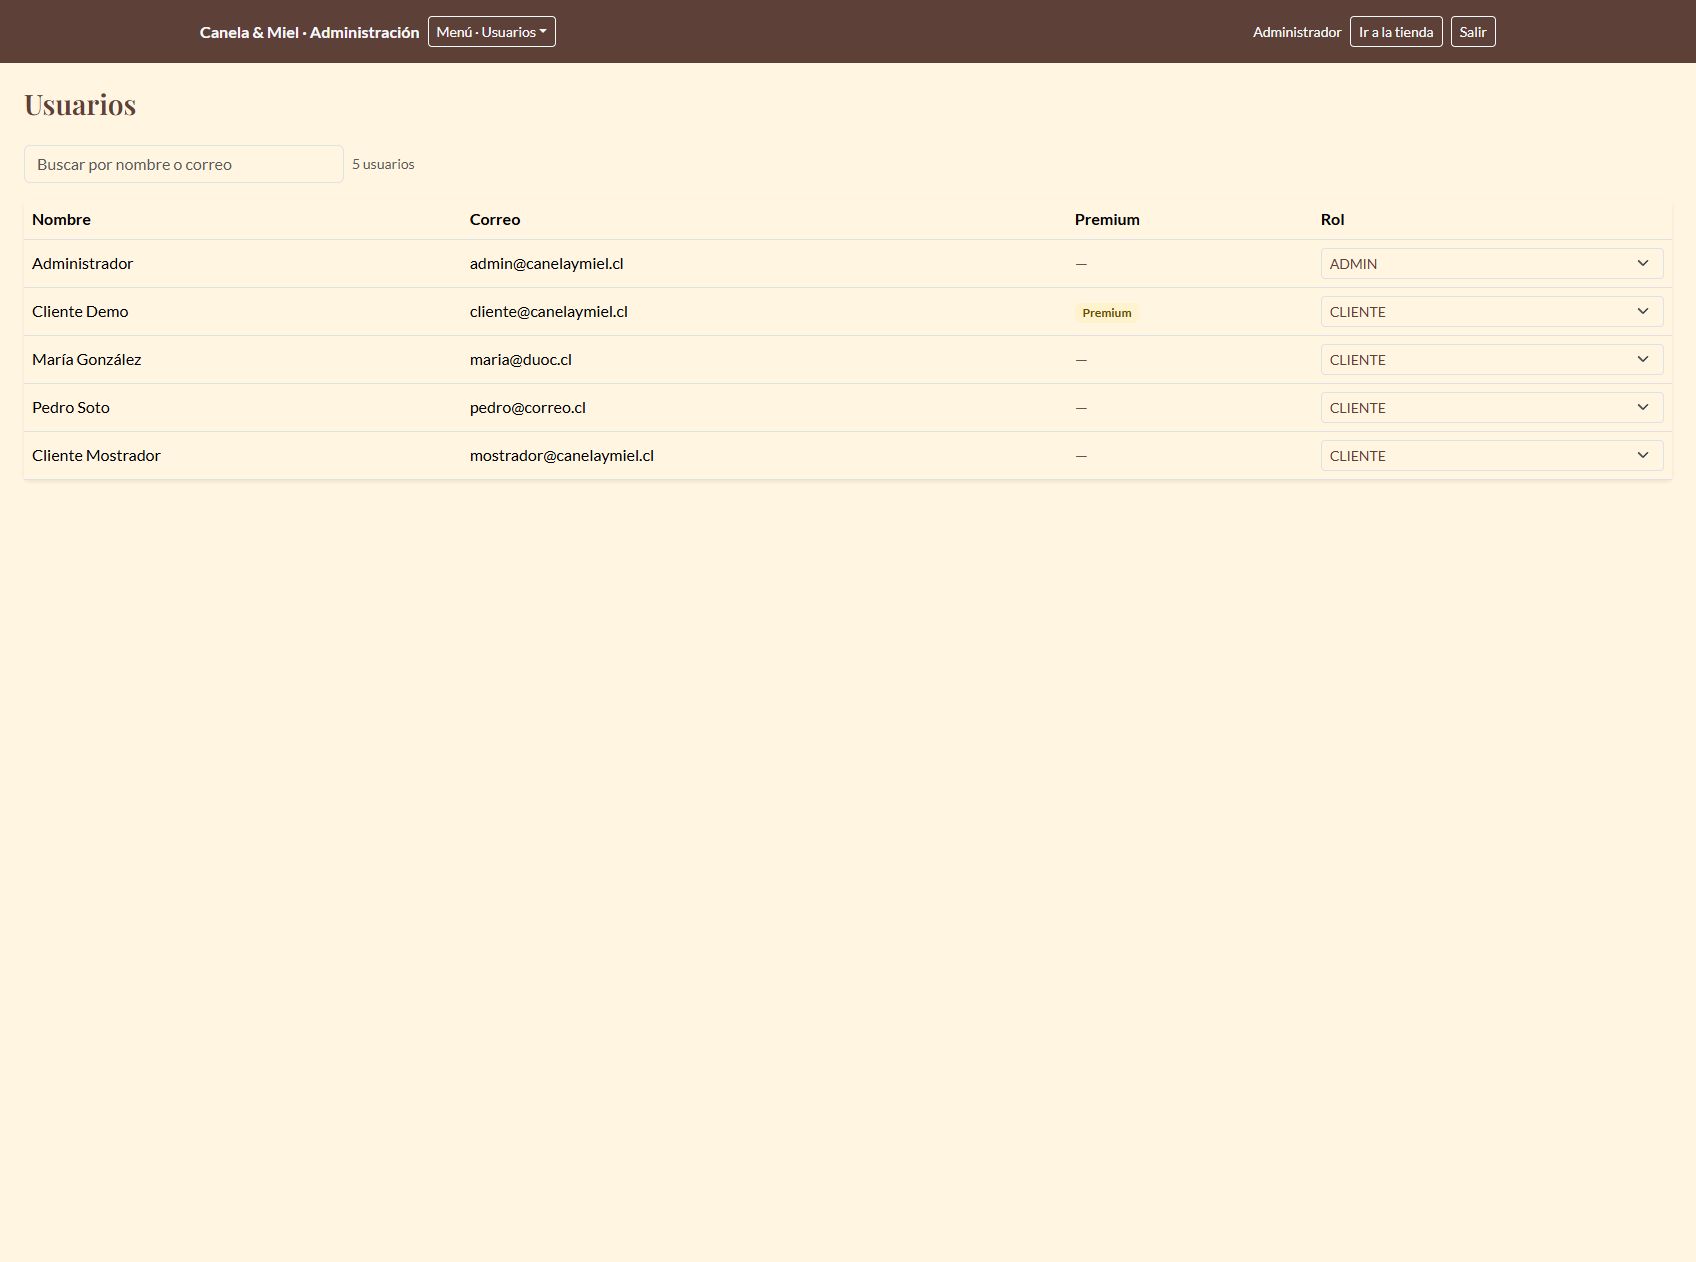 Canela & Miel · Administración Menú · Usuarios Administrador Ir a la tienda Salir
Usuarios
Buscar por nombre o correo 5 usuarios
Nombre Correo Premium Rol
Administrador admin@canelaymiel.cl — ADMIN
Cliente Demo cliente@canelaymiel.cl Premium CLIENTE
María González maria@duoc.cl — CLIENTE
Pedro Soto pedro@correo.cl — CLIENTE
Cliente Mostrador mostrador@canelaymiel.cl — CLIENTE